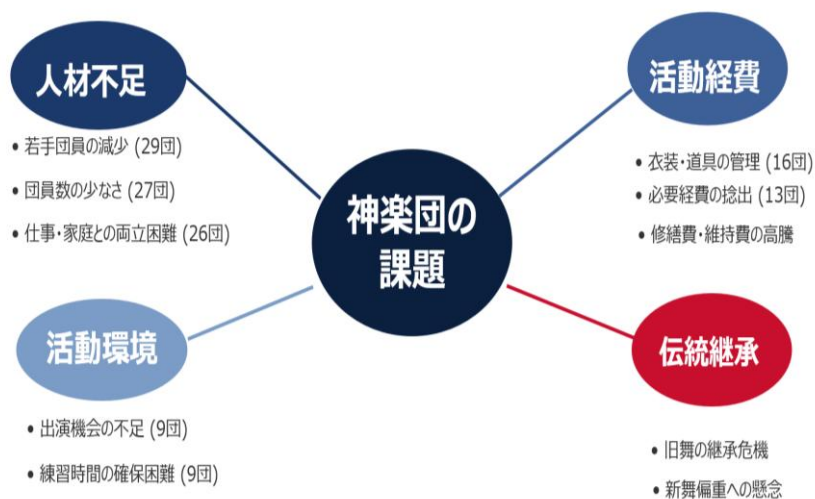 人材不足
• 若手団員の減少 (29団)
• 団員数の少なさ (27団)
• 仕事・家庭との両立困難 (26団)
活動経費
• 衣装・道具の管理 (16団)
• 必要経費の捻出 (13団)
• 修繕費・維持費の高騰
神楽団の
課題
活動環境
• 出演機会の不足 (9団)
• 練習時間の確保困難 (9団)
伝統継承
• 旧舞の継承危機
• 新舞偏重への懸念